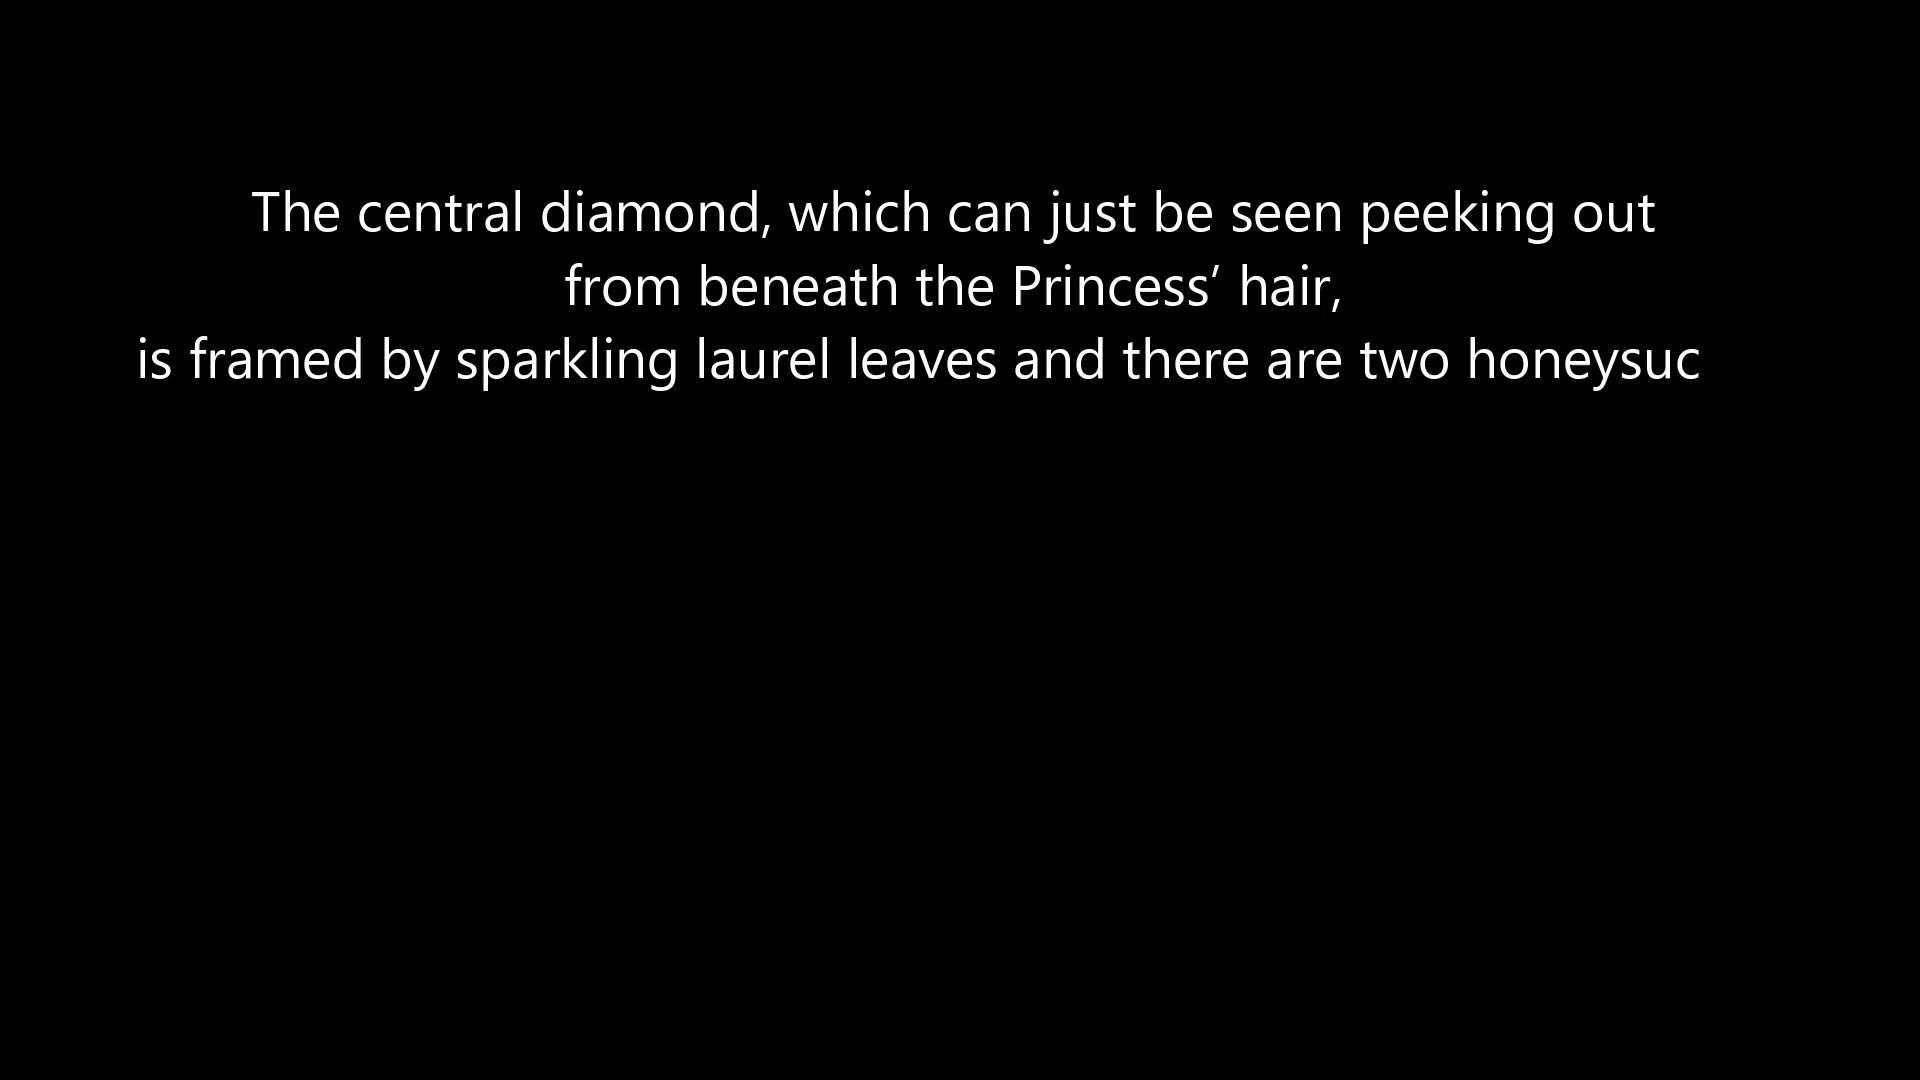 The central diamond, which can just be seen peeking out
from beneath the Princess’ hair,
is framed by sparkling laurel leaves and there are two honeysuc